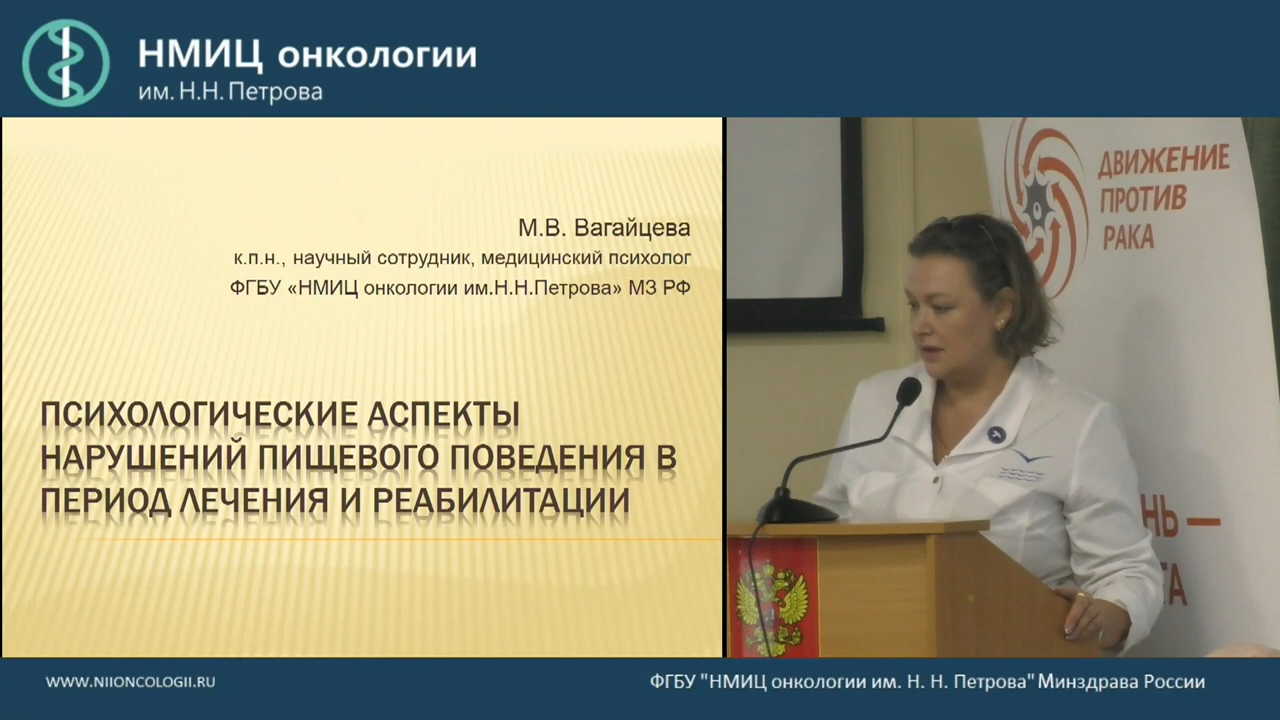 НМИЦ онкологии
им. Н.Н. Петрова
М.В. Вагайцева
к.п.н., научный сотрудник, медицинский психолог
ФГБУ «НМИЦ онкологии им.Н.Н.Петрова» МЗ РФ
ПСИХОЛОГИЧЕСКИЕ АСПЕКТЫ
НАРУШЕНИЙ ПИЩЕВОГО ПОВЕДЕНИЯ В
ПЕРИОД ЛЕЧЕНИЯ И РЕАБИЛИТАЦИИ
ДВИЖЕНИЕ
ПРОТИВ
РАКА
НЬ —
WWW.NIIONCOLOGII.RU
ФГБУ "НМИЦ онкологии им. Н. Н. Петрова" Минздрава России